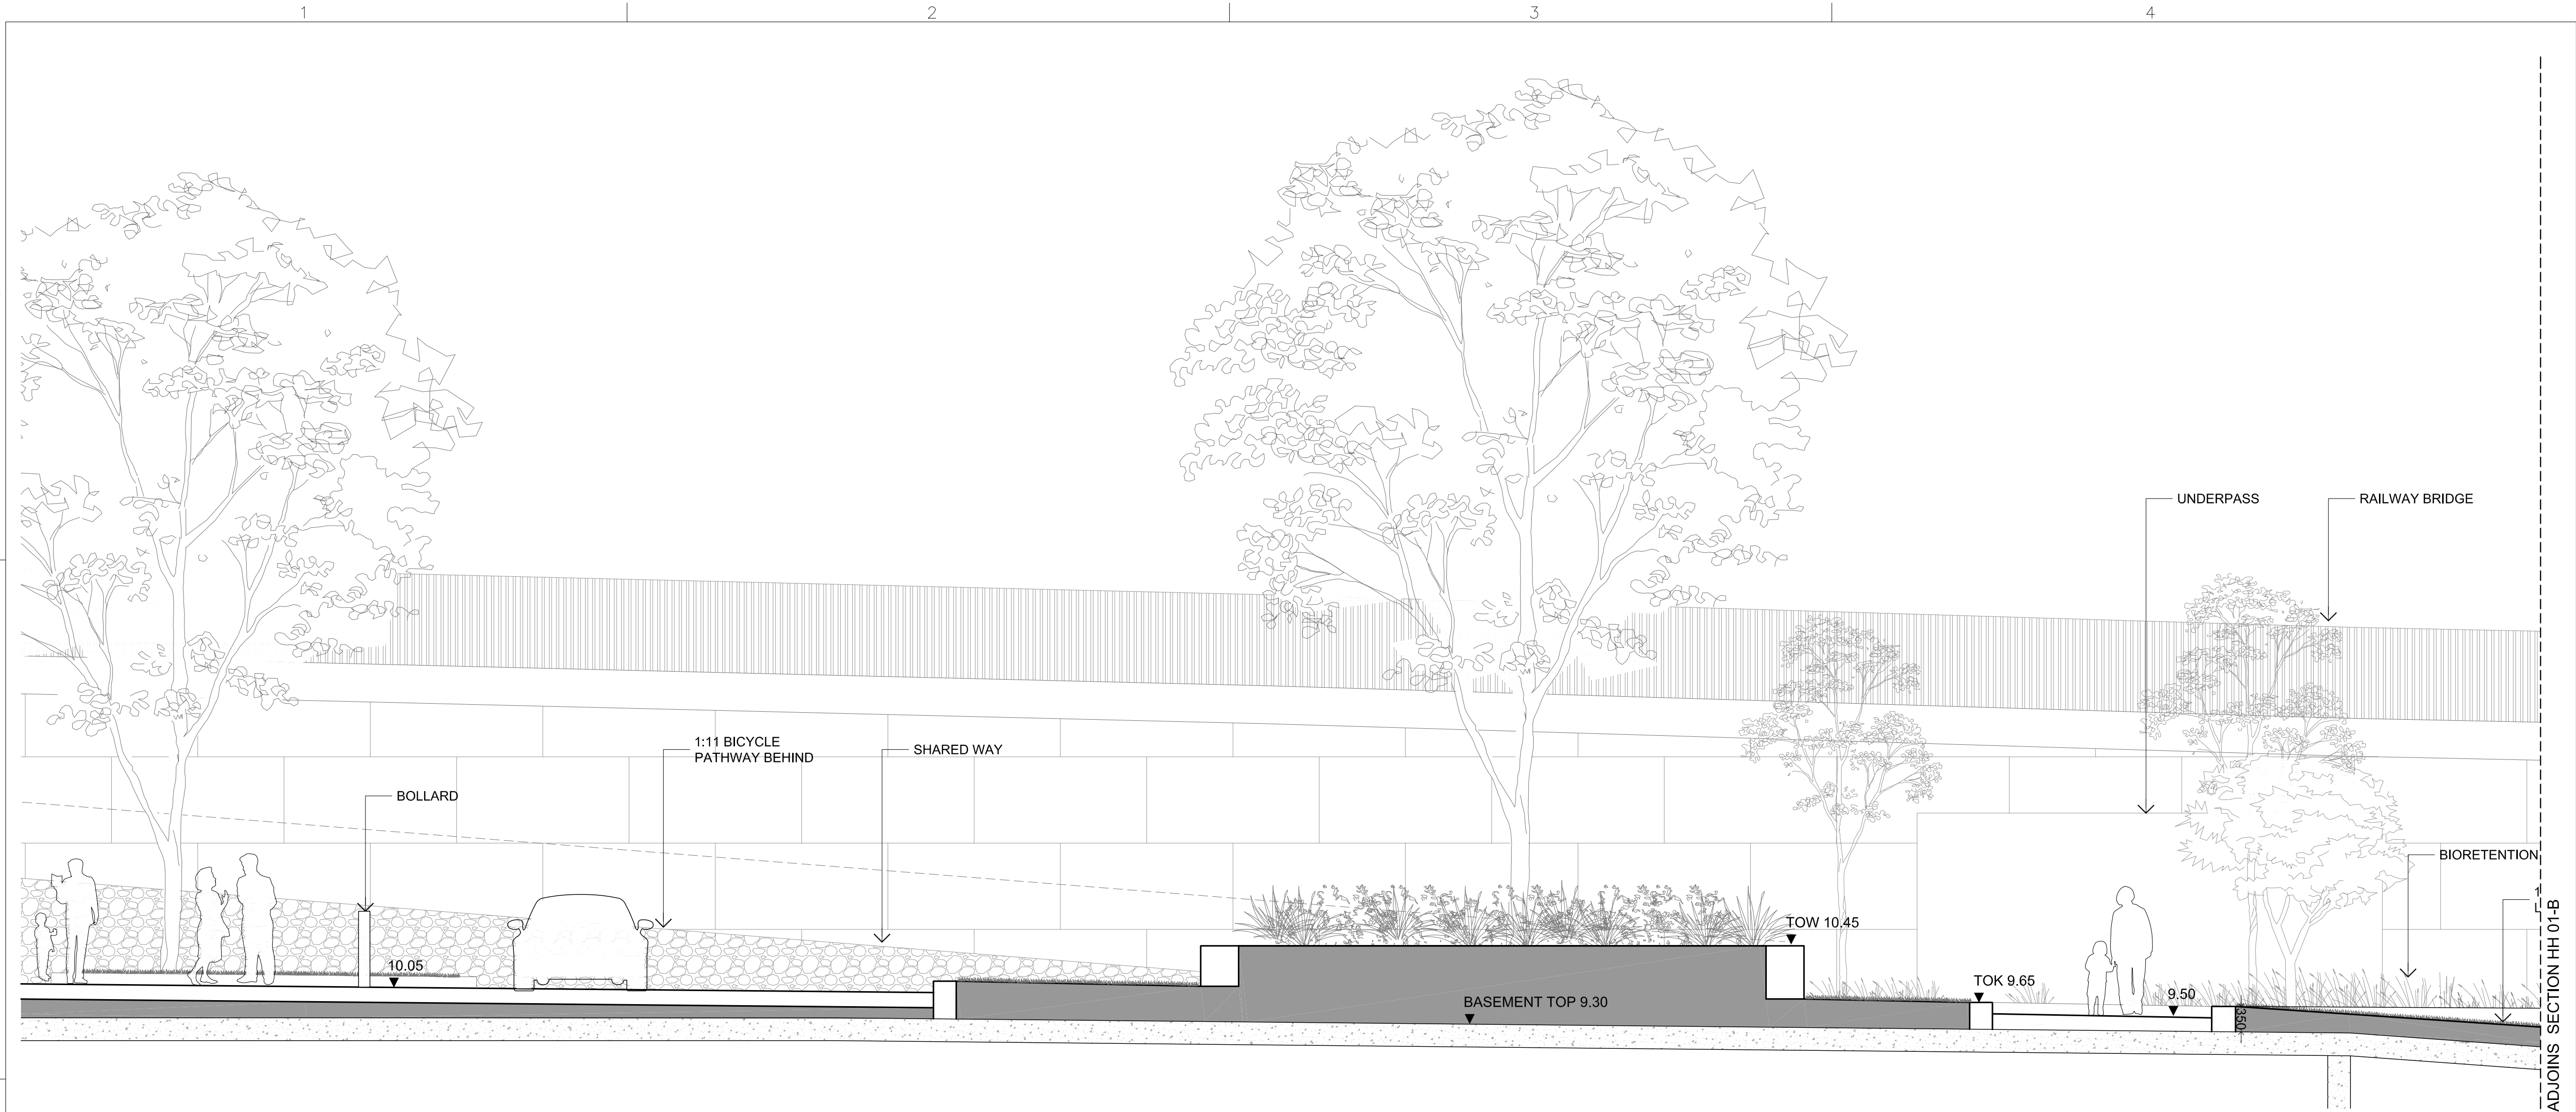 1
2
3
4
UNDERPASS
RAILWAY BRIDGE
1:11 BICYCLE
PATHWAY BEHIND
SHARED WAY
BOLLARD
BIORETENTION
TOW 10.45
10.05
TOK 9.65
BASEMENT TOP 9.30
9.50
350
ADJOINS SECTION HH 01-B